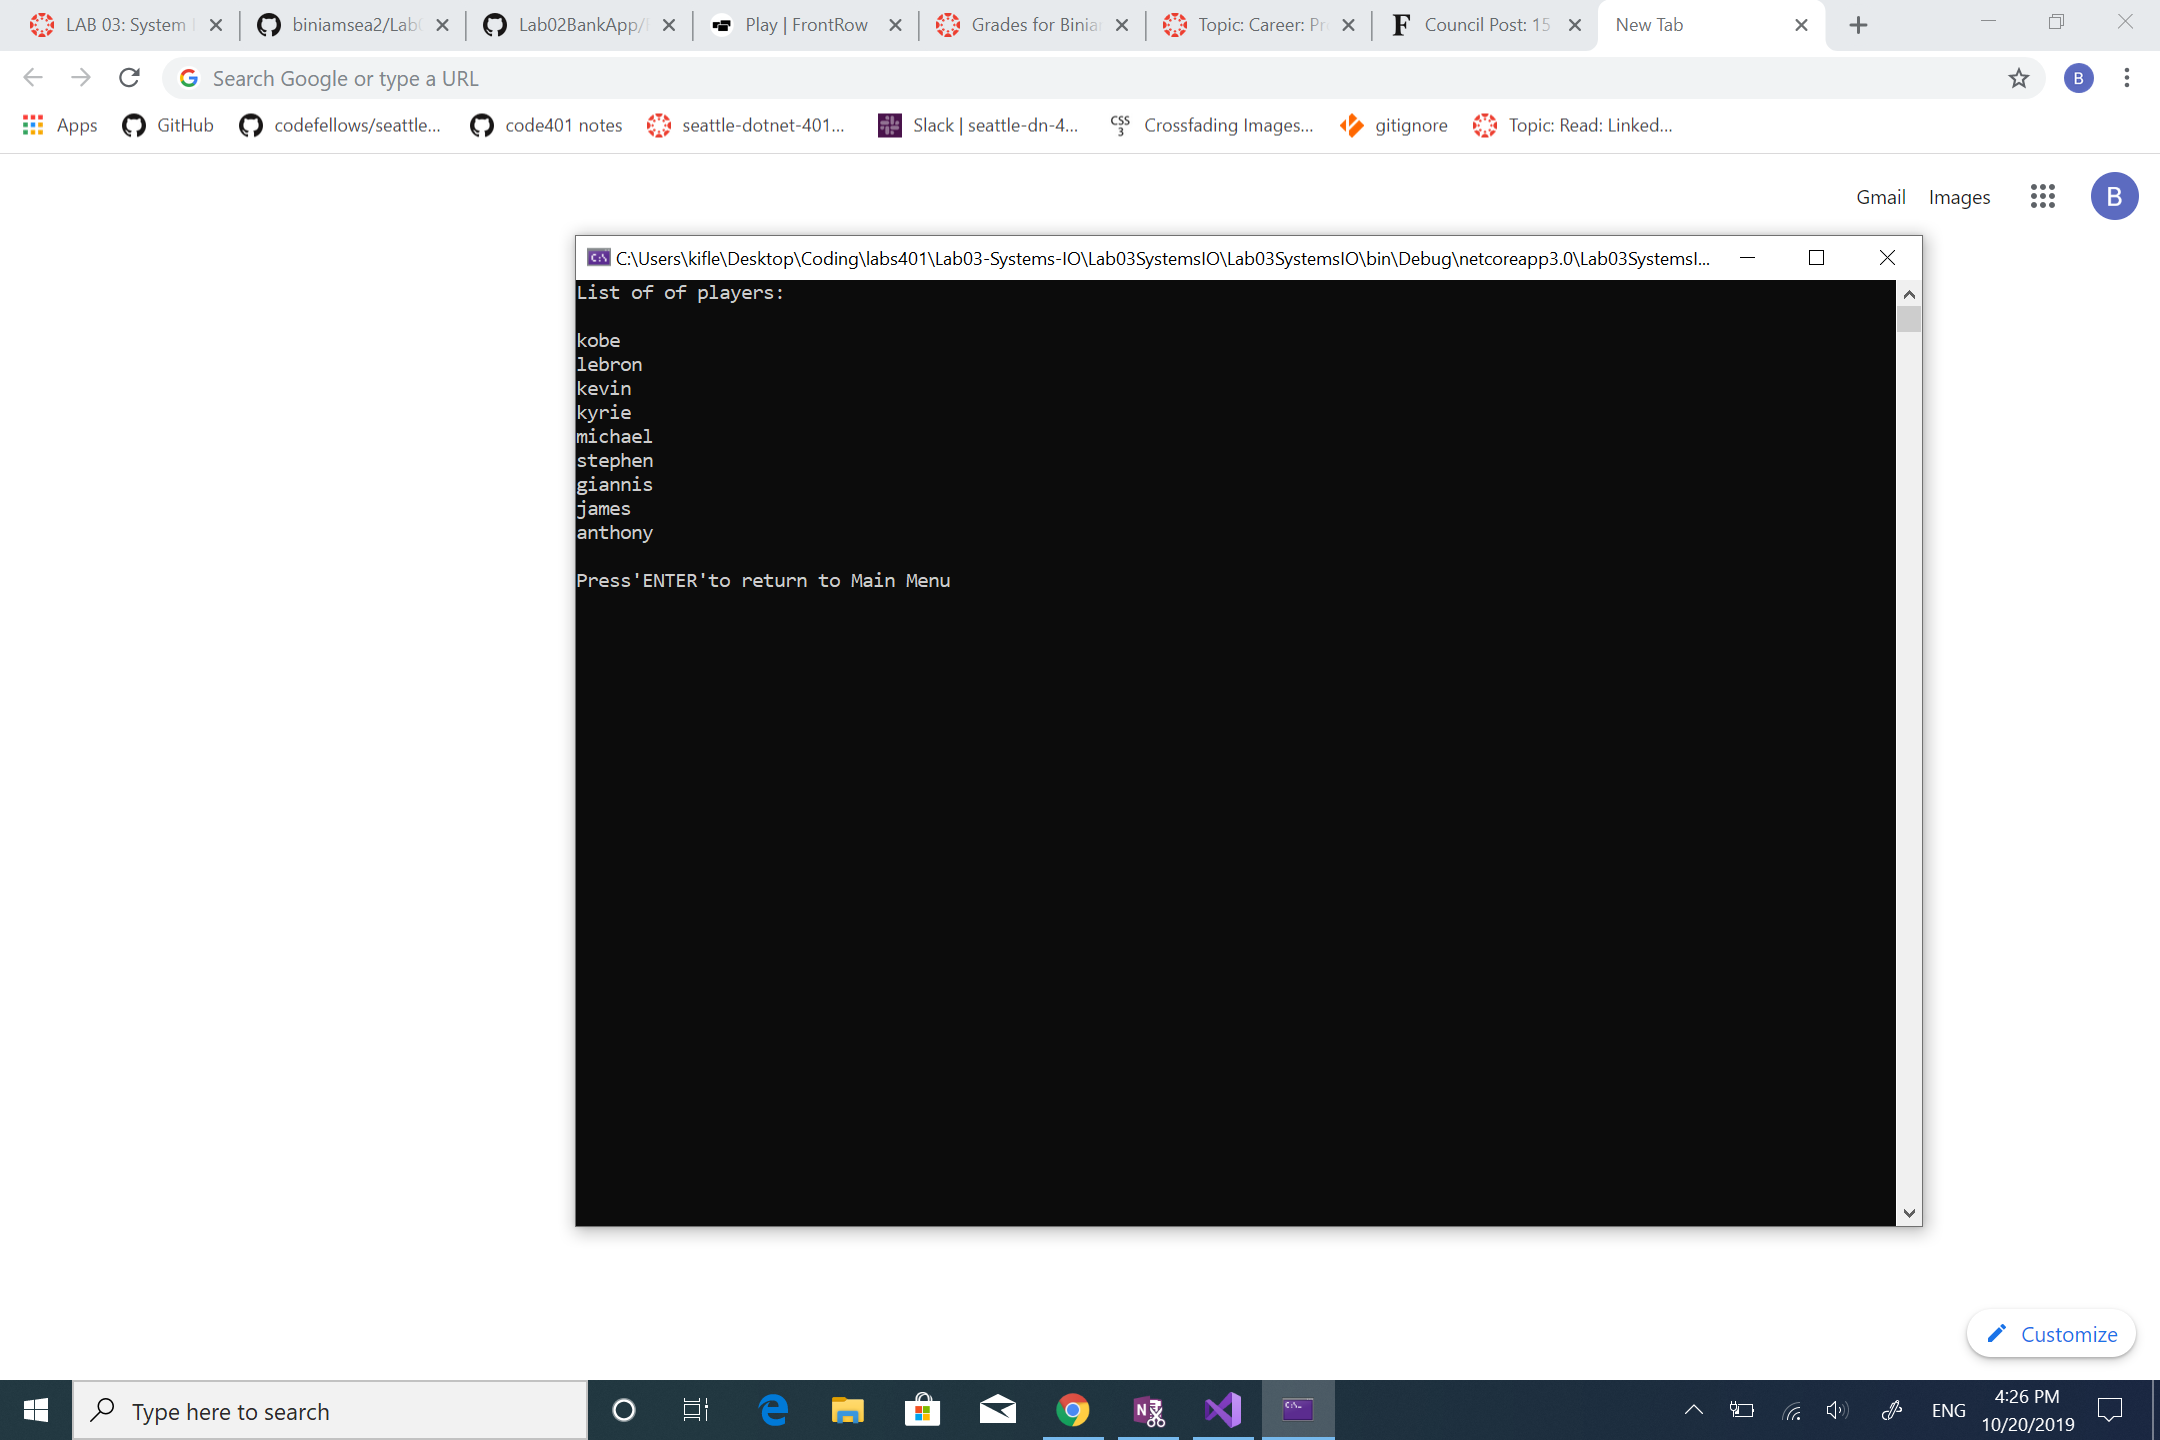 LAB 03: System
biniamsea2/Lab
Lab02BankApp/
Play | FrontRow
Grades for Binia
Topic: Career: Pr
Council Post: 15
New Tab
Search Google or type a URL
B
Apps
GitHub
codefellows/seattle...
code401 notes
seattle-dotnet-401...
Slack | seattle-dn-4...
CSS 3
Crossfading Images...
gitignore
Topic: Read: Linked...
Gmail
Images
B
C:\Users\kifle\Desktop\Coding\labs401\Lab03-Systems-IO\Lab03SystemsIO\Lab03SystemsIO\bin\Debug\netcoreapp3.0\Lab03SystemsI...
List of of players:
kobe
lebron
kevin
kyrie
michael
stephen
giannis
james
anthony
Press'ENTER'to return to Main Menu
Customize
Type here to search
ENG
4:26 PM
10/20/2019